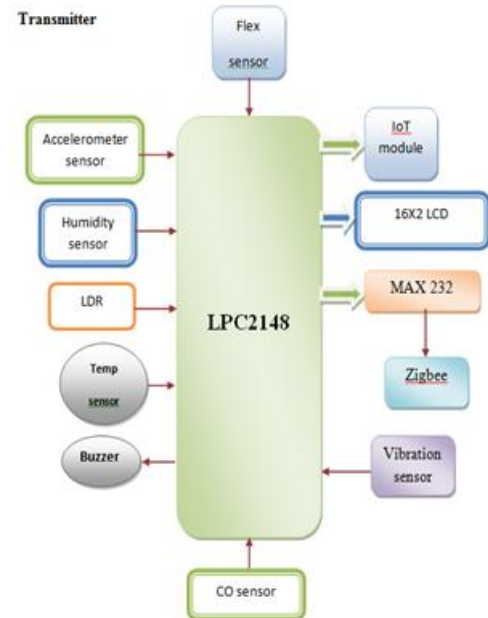 Transmitter
Flex
sensor
Accelerometer
sensor
IoT
module
Humidity
sensor
16X2 LCD
LDR
MAX 232
LPC2148
Temp
sensor
Zigbee
Buzzer
Vibration
sensor
CO sensor